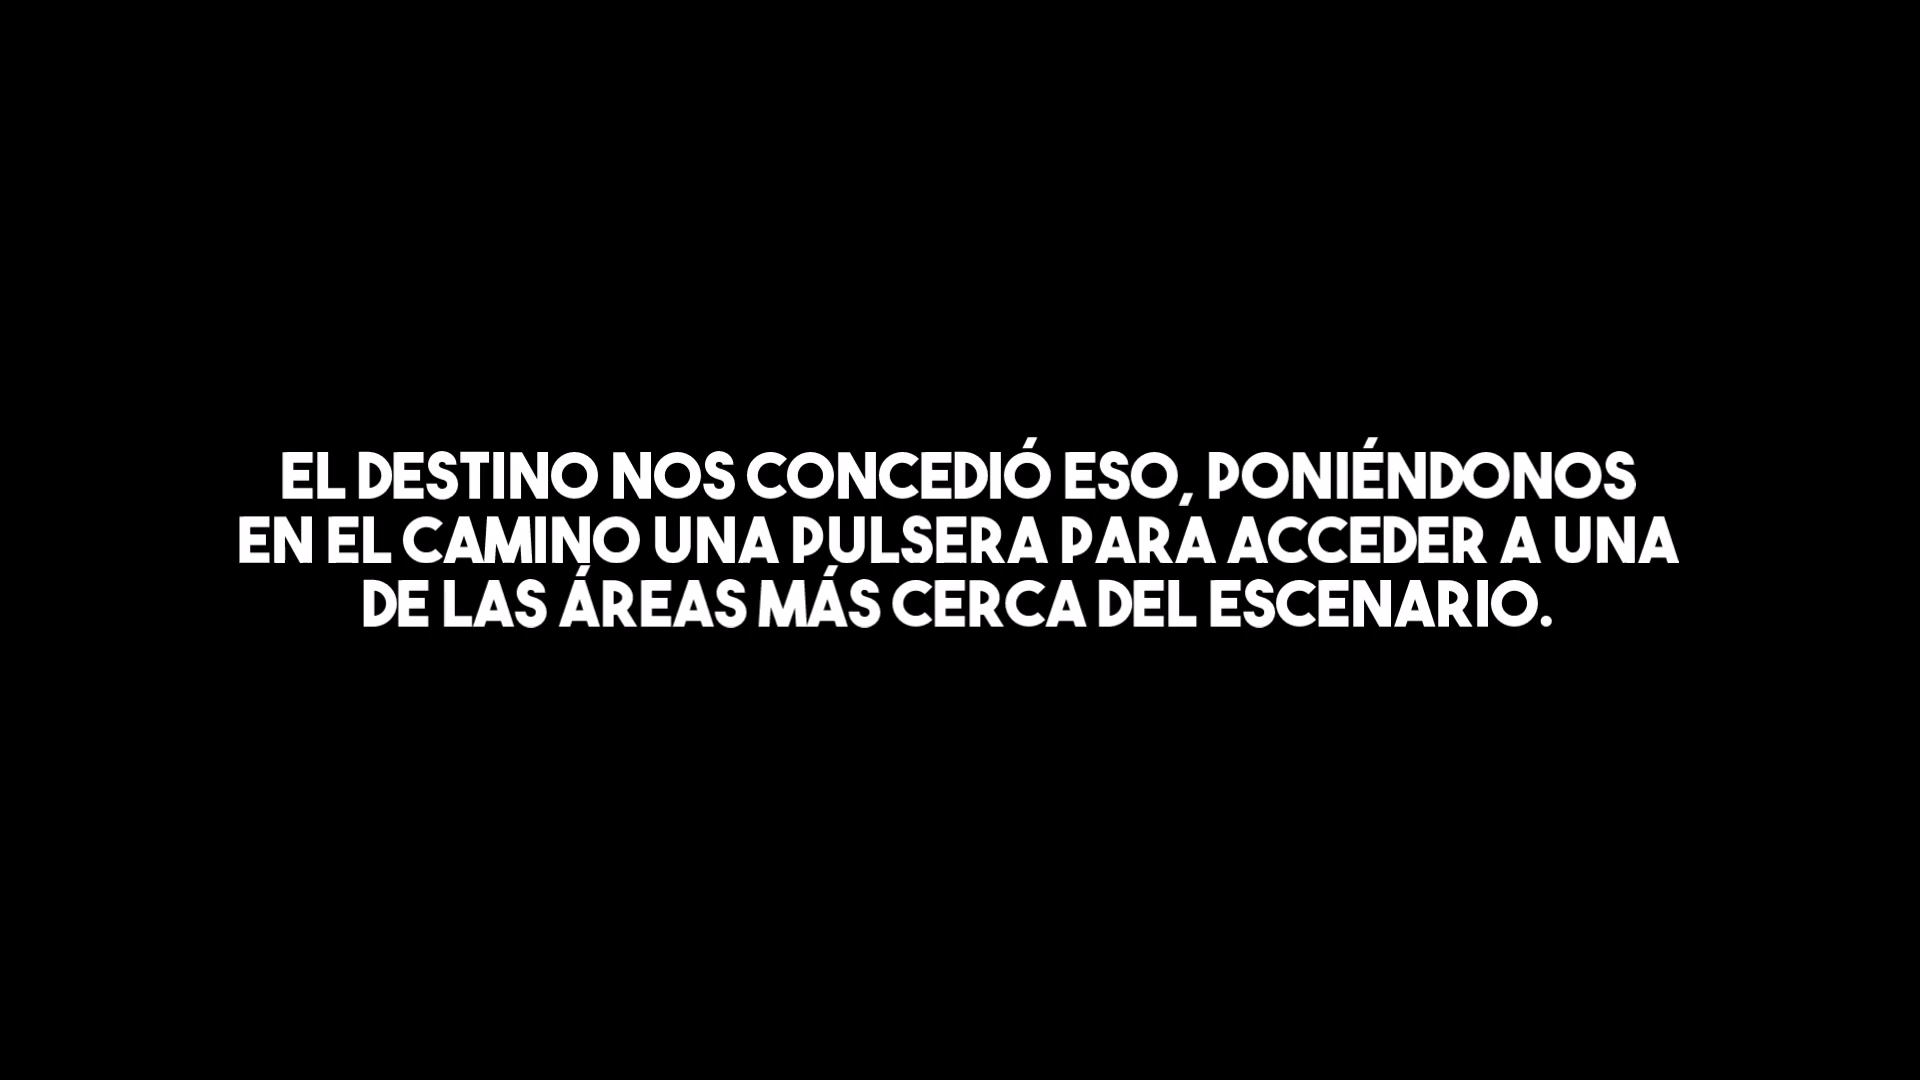 EL DESTINO NOS CONCEDIÓ ESO, PONIÉNDONOS
EN EL CAMINO UNA PULSERA PARA ACCEDER A UNA
DE LAS ÁREAS MÁS CERCA DEL ESCENARIO.